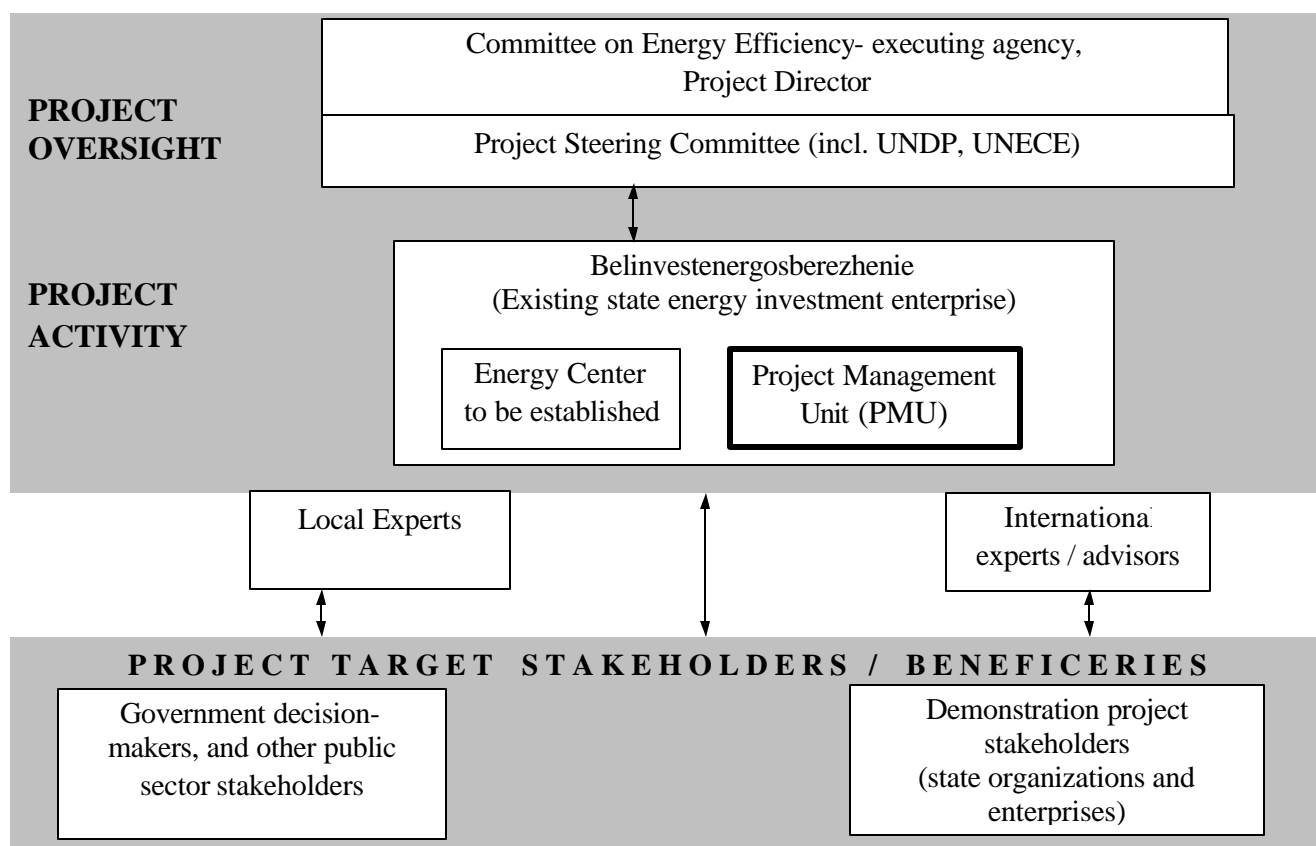 Committee on Energy Efficiency- executing agency,
Project Director
PROJECT
OVERSIGHT
Project Steering Committee (incl. UNDP, UNECE)
Belinvestenergosberezhenie
(Existing state energy investment enterprise)
PROJECT
ACTIVITY
Energy Center
to be established
Project Management
Unit (PMU)
Local Experts
International
experts / advisors
PROJECT TARGET STAKEHOLDERS / BENEFICERIES
Government decision-
makers, and other public
sector stakeholders
Demonstration project
stakeholders
(state organizations and
enterprises)